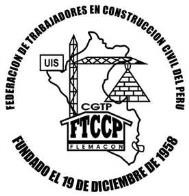 FEDERACION DE TRABAJADORES EN CONSTRUCCION CIVIL DEL PERU
UIS
CGTP
FTCCP
FLEMACON
FUNDADO EL 19 DE DICIEMBRE DE 1958